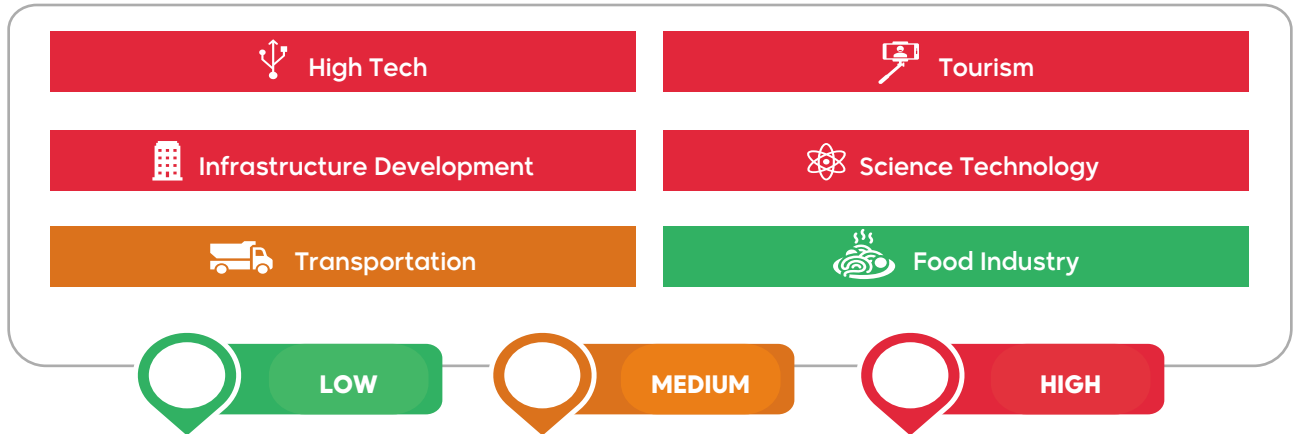 High Tech
Tourism
Infrastructure Development
Science Technology
Transportation
Food Industry
LOW
MEDIUM
HIGH